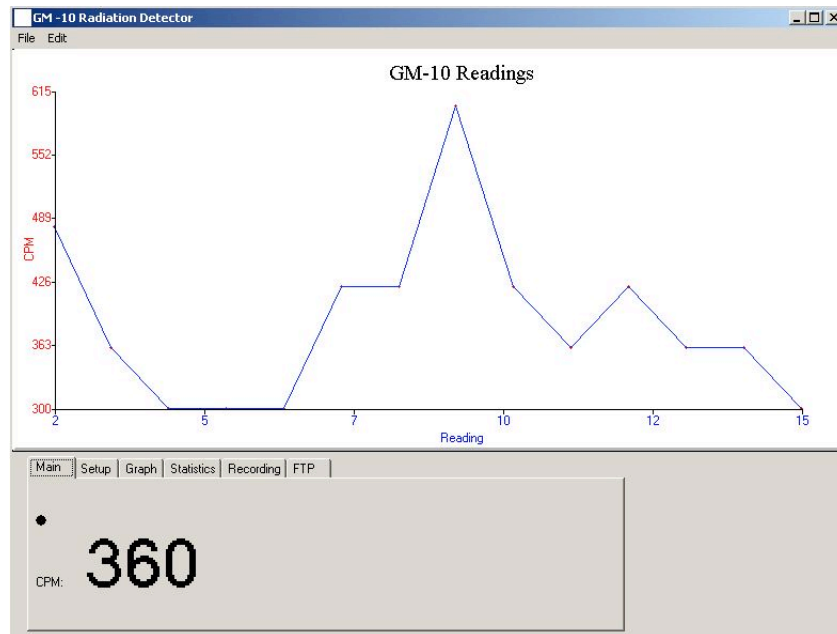 GM -10 Radiation Detector
File Edit
GM-10 Readings
615
552
489
CPM
426
363
300
2 5 7 10 12 15
Reading
Main Setup Graph Statistics Recording FTP
CPM: 360